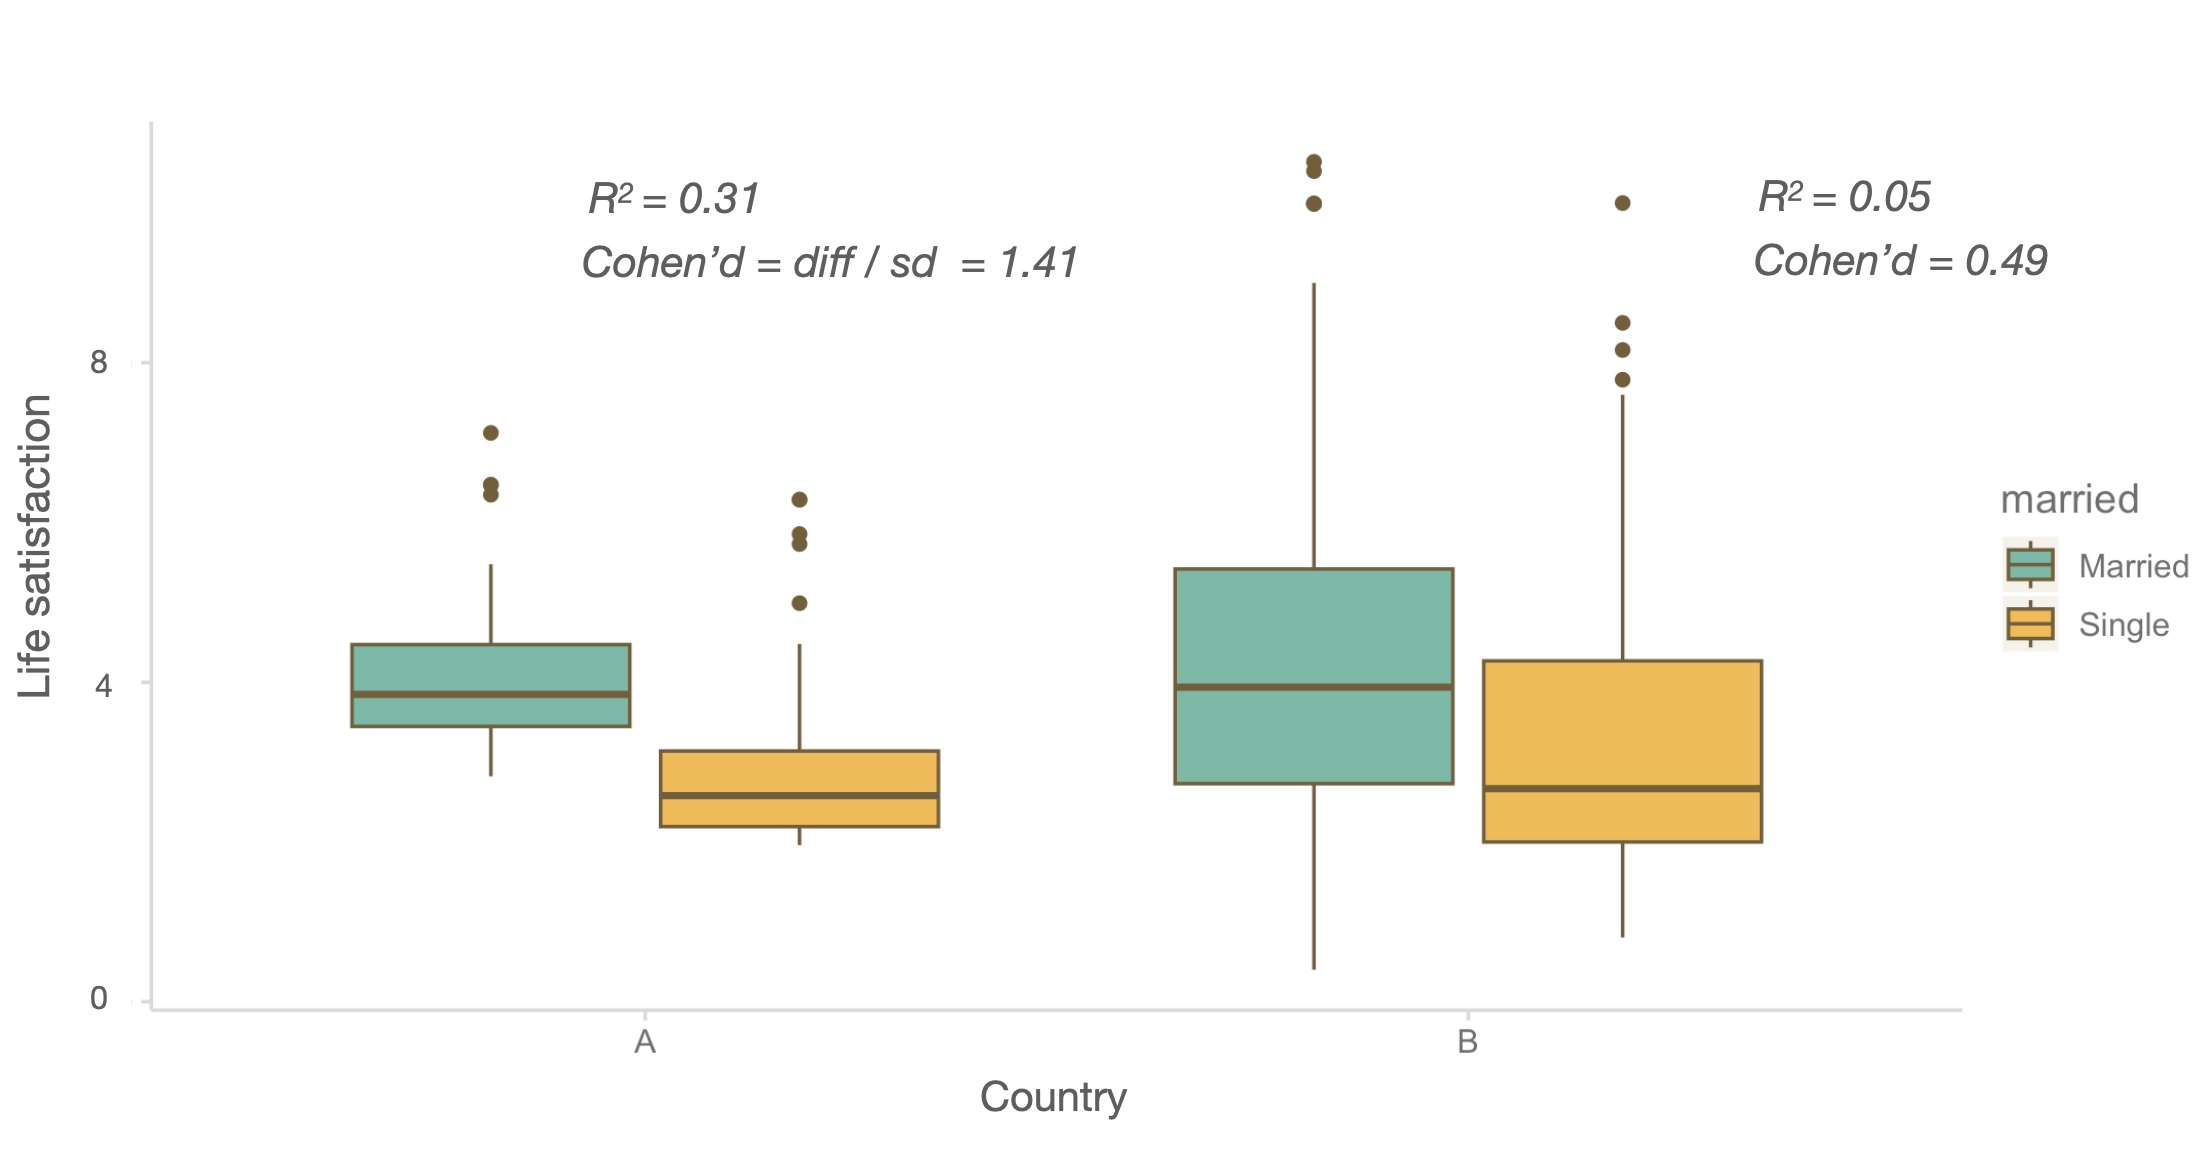 R² = 0.31
Cohen’d = diff / sd = 1.41
R² = 0.05
Cohen’d = 0.49
Life satisfaction
8
4
0
A
B
Country
married
Married
Single